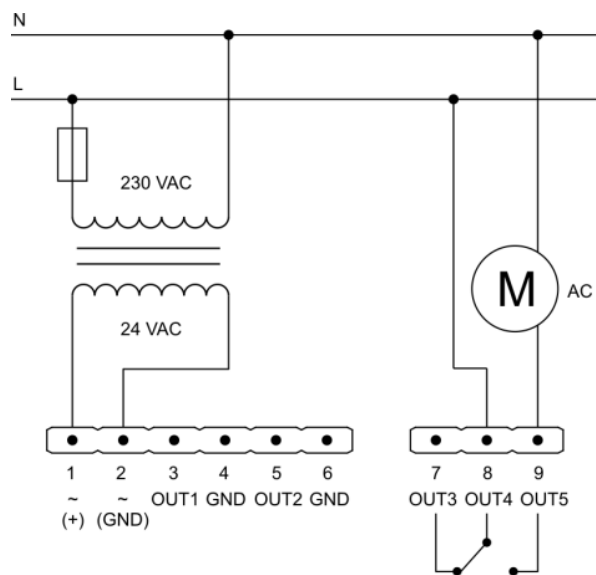 N
L
230 VAC
M AC
24 VAC
1 2 3 4 5 6 7 8 9
~ ~ OUT1 GND OUT2 GND OUT3 OUT4 OUT5
(+) (GND)